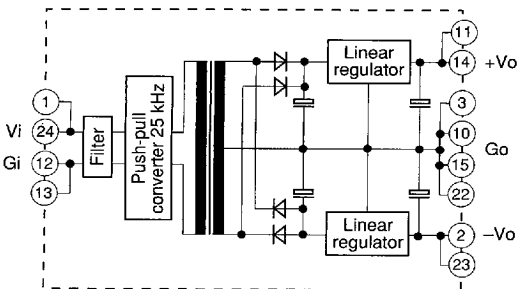 11
Linear
regulator
14
+Vo
1
3
Vi
24
10
Go
Gi
12
15
13
22
Filter
Push-pull
converter 25 kHz
Linear
regulator
2
–Vo
23